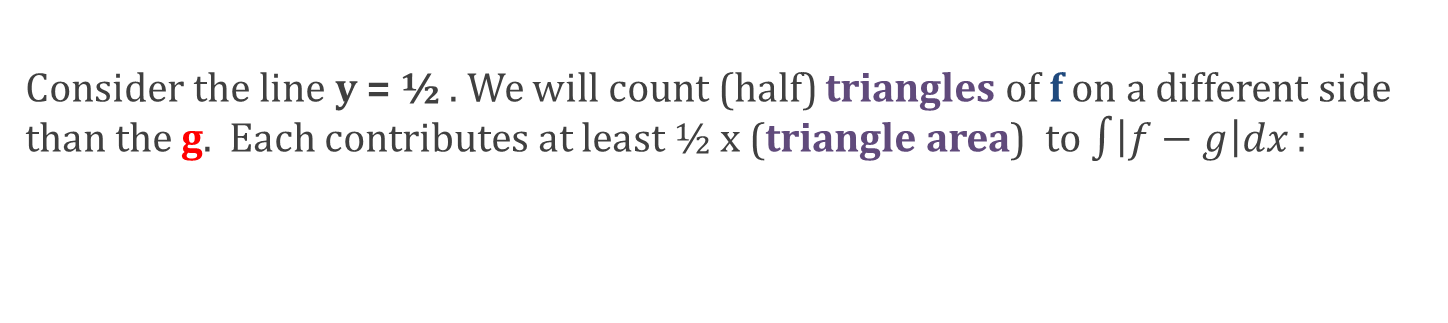 Consider the line y = ½ . We will count (half) triangles of f on a different side
than the g.  Each contributes at least ½ x (triangle area)  to ∫|f − g|dx :